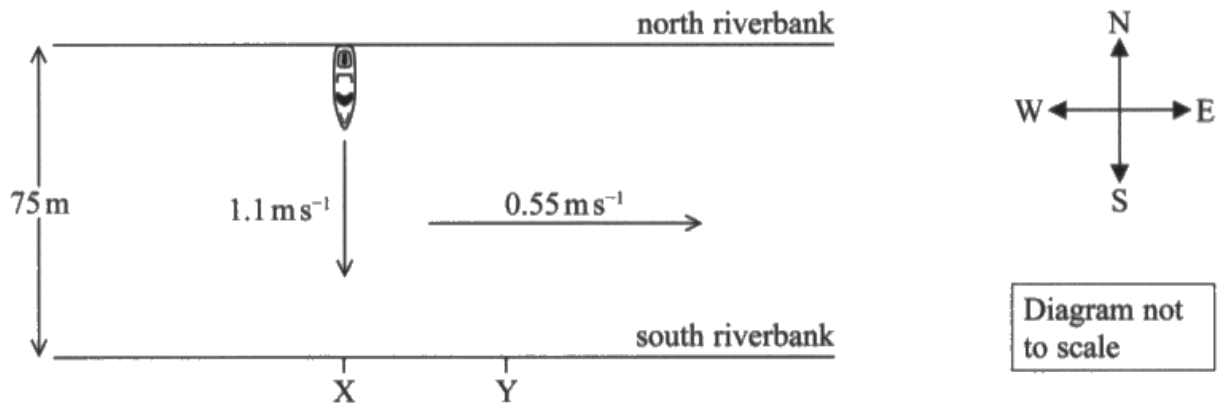 north riverbank
N
W
E
S
75 m
1.1 m s⁻¹
0.55 m s⁻¹
south riverbank
X
Y
Diagram not
to scale